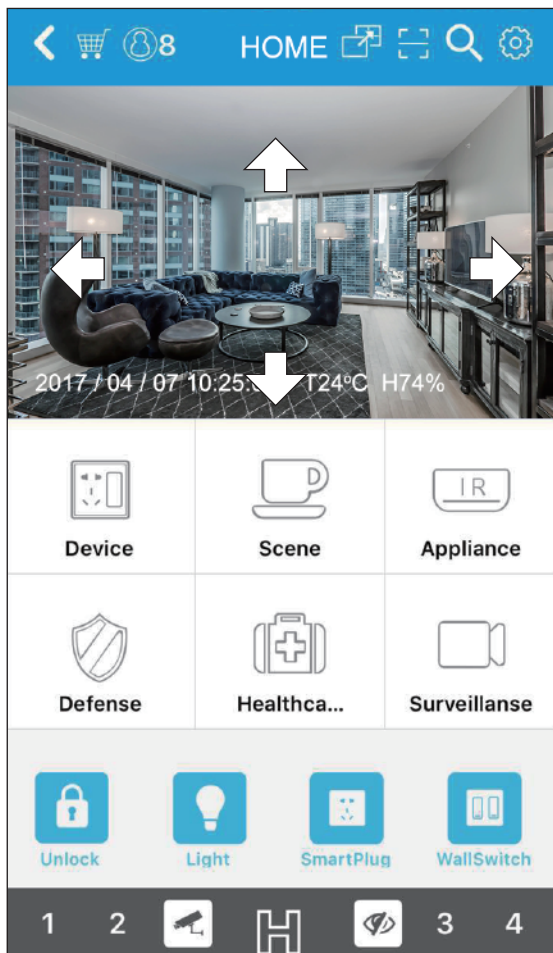 8 HOME
2017 / 04 / 07 10:25: T24°C H74%
IR
Device Scene Appliance
Defense Healthca... Surveillanse
Unlock Light SmartPlug WallSwitch
1 2 H 3 4